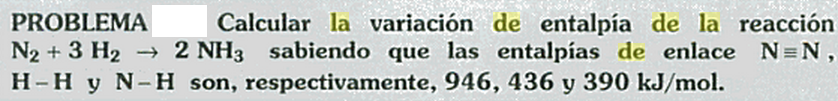 PROBLEMA Calcular la variación de entalpía de la reacción
N₂ + 3 H₂ → 2 NH₃ sabiendo que las entalpías de enlace N≡N,
H−H y N−H son, respectivamente, 946, 436 y 390 kJ/mol.